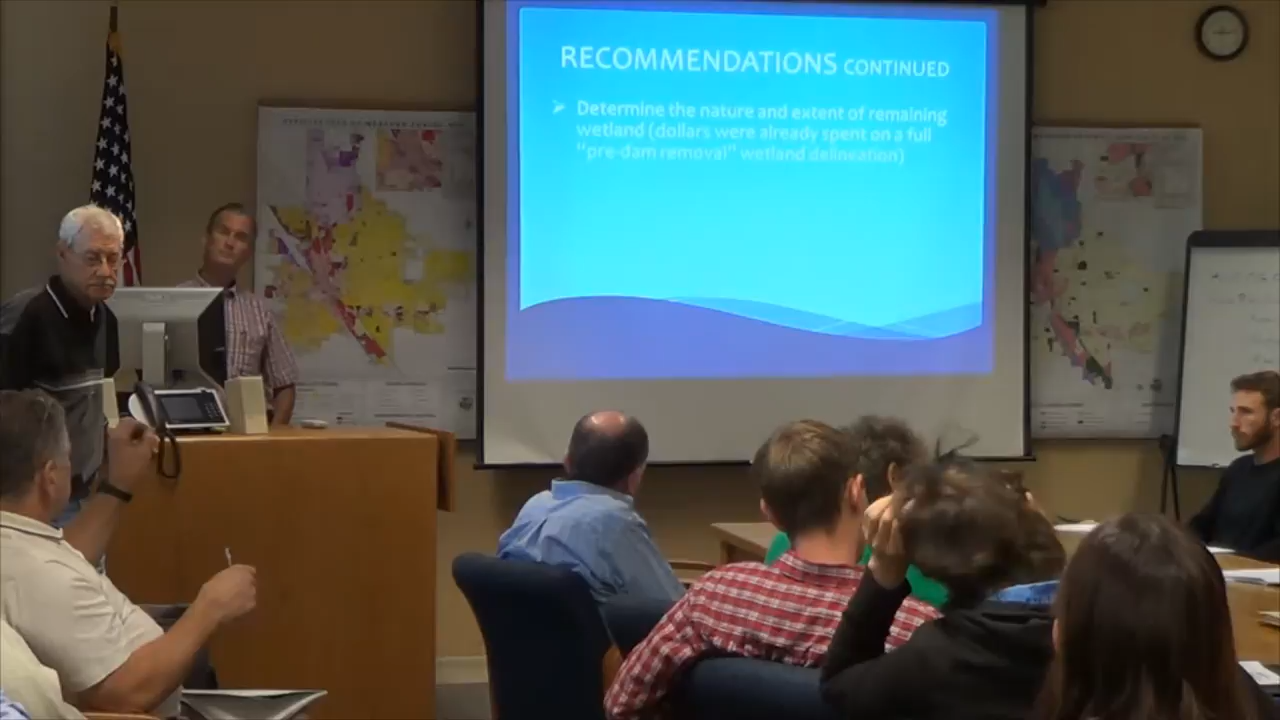 RECOMMENDATIONS CONTINUED
Determine the nature and extent of remaining
wetland (dollars were already spent on a full
"pre-dam removal" wetland delineation)